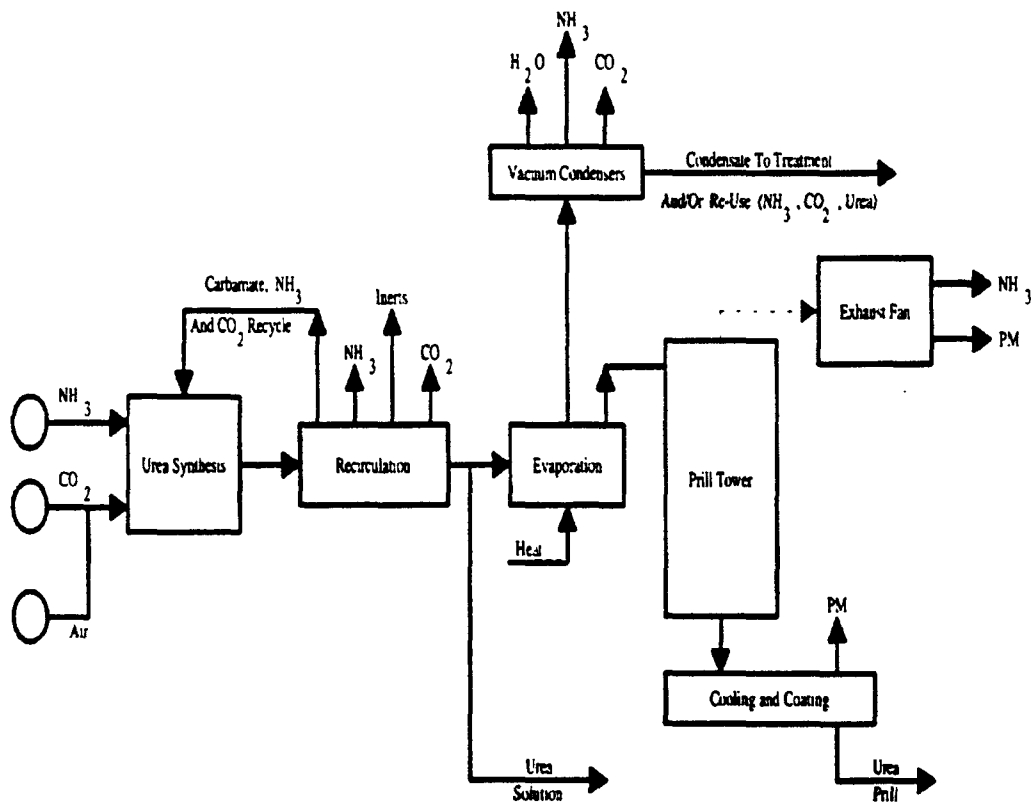 NH3
H2O
CO2
Vacuum Condensers
Condensate To Treatment
And/Or Re-Use (NH3, CO2, Urea)
Carbamate, NH3
And CO2 Recycle
Inerts
NH3
CO2
Exhaust Fan
NH3
PM
NH3
CO2
Air
Urea Synthesis
Recirculation
Evaporation
Heat
Prill Tower
PM
Cooling and Coating
Urea
Solution
Urea
Prill